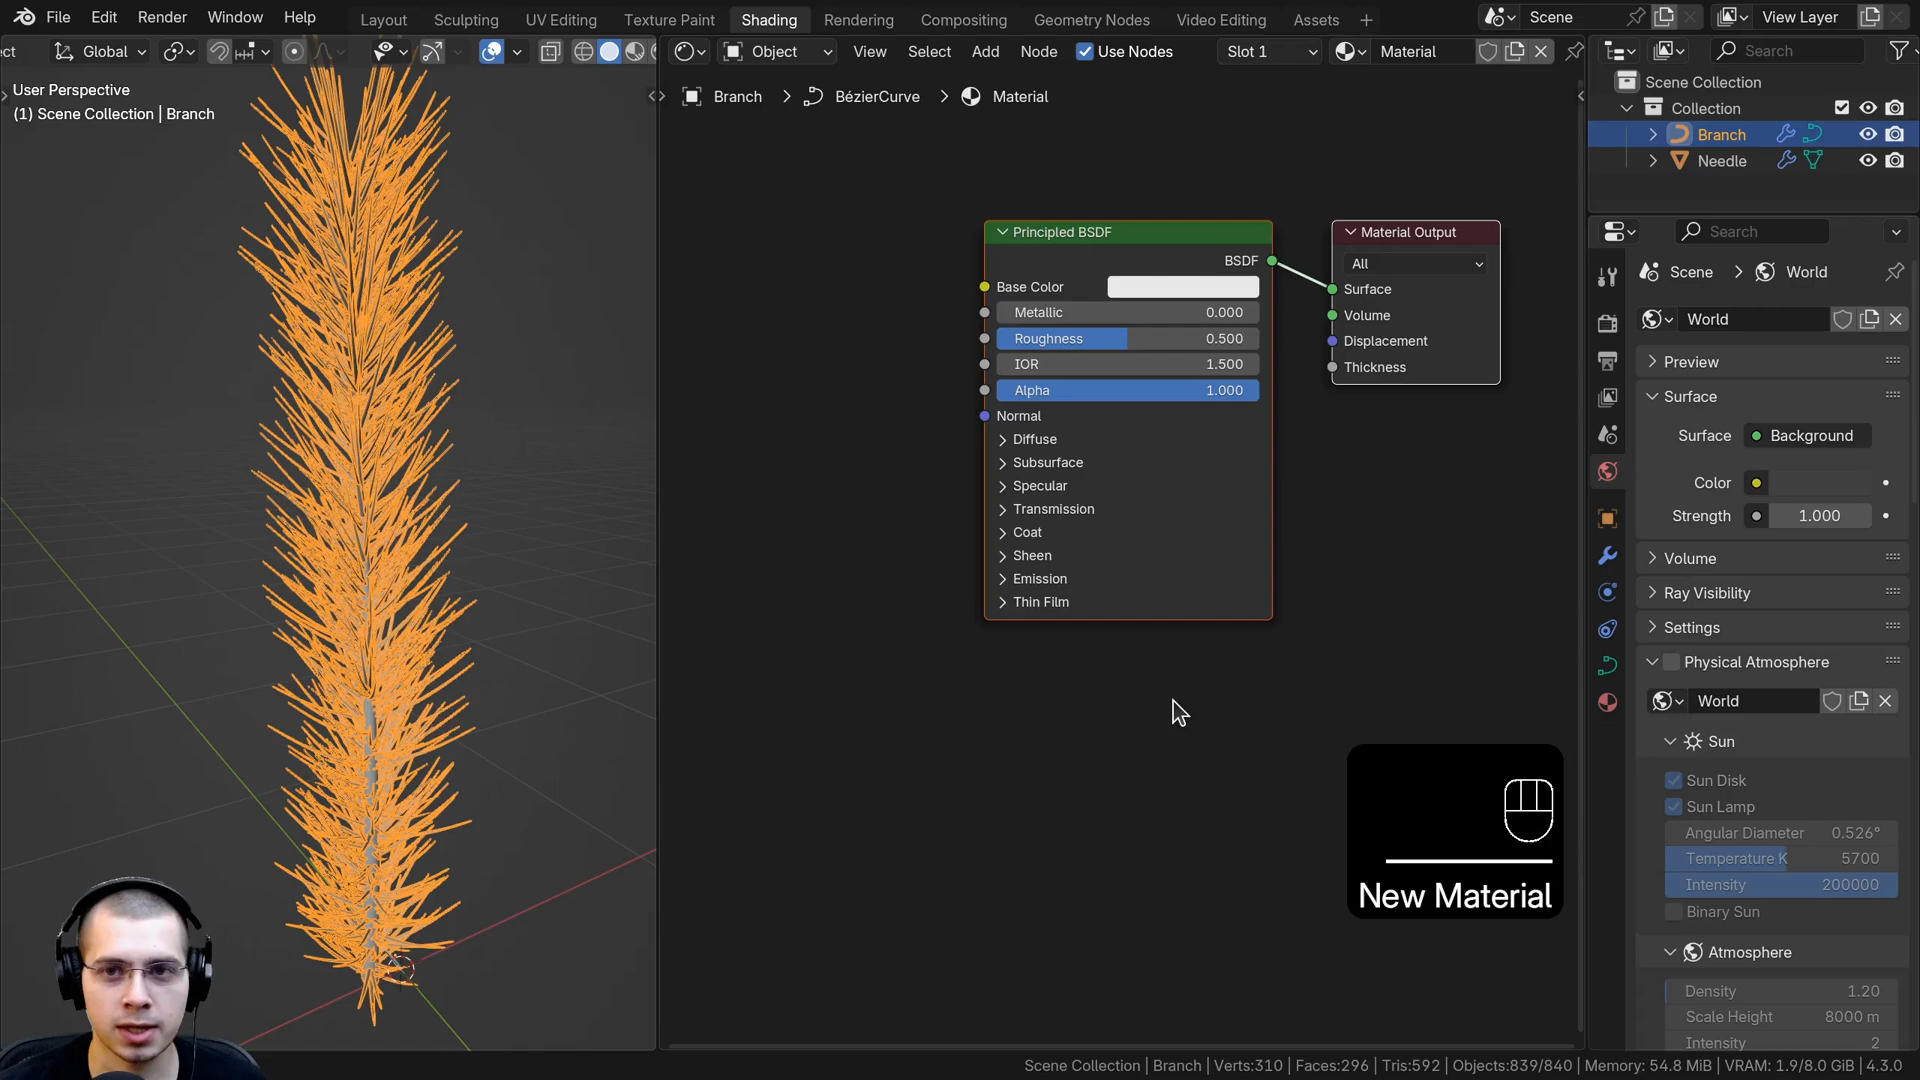 File Edit Render Window Help Layout Sculpting UV Editing Texture Paint Shading Rendering Compositing Geometry Nodes Video Editing Assets + Scene View Layer
ct Global Object View Select Add Node Use Nodes Slot 1 Material Search
User Perspective
(1) Scene Collection | Branch
Branch > BézierCurve > Material
Scene Collection
Collection
Branch
Needle
Search
Scene > World
World
Preview
Surface
Surface Background
Color
Strength 1.000
Volume
Ray Visibility
Settings
Physical Atmosphere
World
Sun
Sun Disk
Sun Lamp
Angular Diameter 0.526°
Temperature K 5700
Intensity 200000
Binary Sun
Atmosphere
Density 1.20
Scale Height 8000 m
Intensity 2
Principled BSDF
BSDF
Base Color
Metallic 0.000
Roughness 0.500
IOR 1.500
Alpha 1.000
Normal
Diffuse
Subsurface
Specular
Transmission
Coat
Sheen
Emission
Thin Film
Material Output
All
Surface
Volume
Displacement
Thickness
New Material
Scene Collection | Branch | Verts:310 | Faces:296 | Tris:592 | Objects:839/840 | Memory: 54.8 MiB | VRAM: 1.9/8.0 GiB | 4.3.0